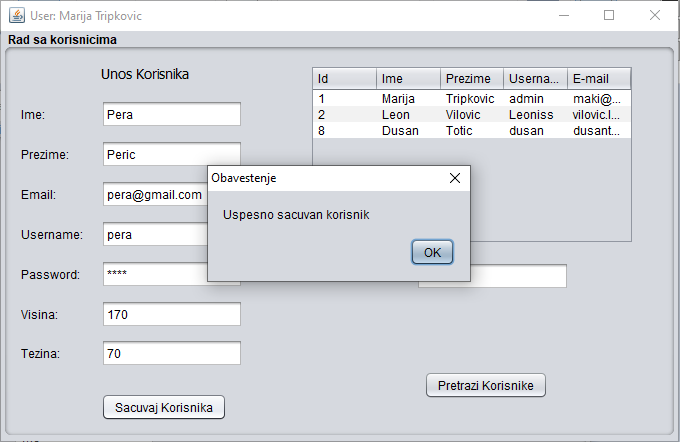 User: Marija Tripkovic
Rad sa korisnicima
Unos Korisnika
Ime: Pera
Prezime: Peric
Email: pera@gmail.com
Username: pera
Password: ****
Visina: 170
Tezina: 70
Sacuvaj Korisnika
Id Ime Prezime Userna... E-mail
1 Marija Tripkovic admin maki@...
2 Leon Vilovic Leoniss vilovic.l...
8 Dusan Totic dusan dusant...
Obavestenje
Uspesno sacuvan korisnik
OK
Pretrazi Korisnike